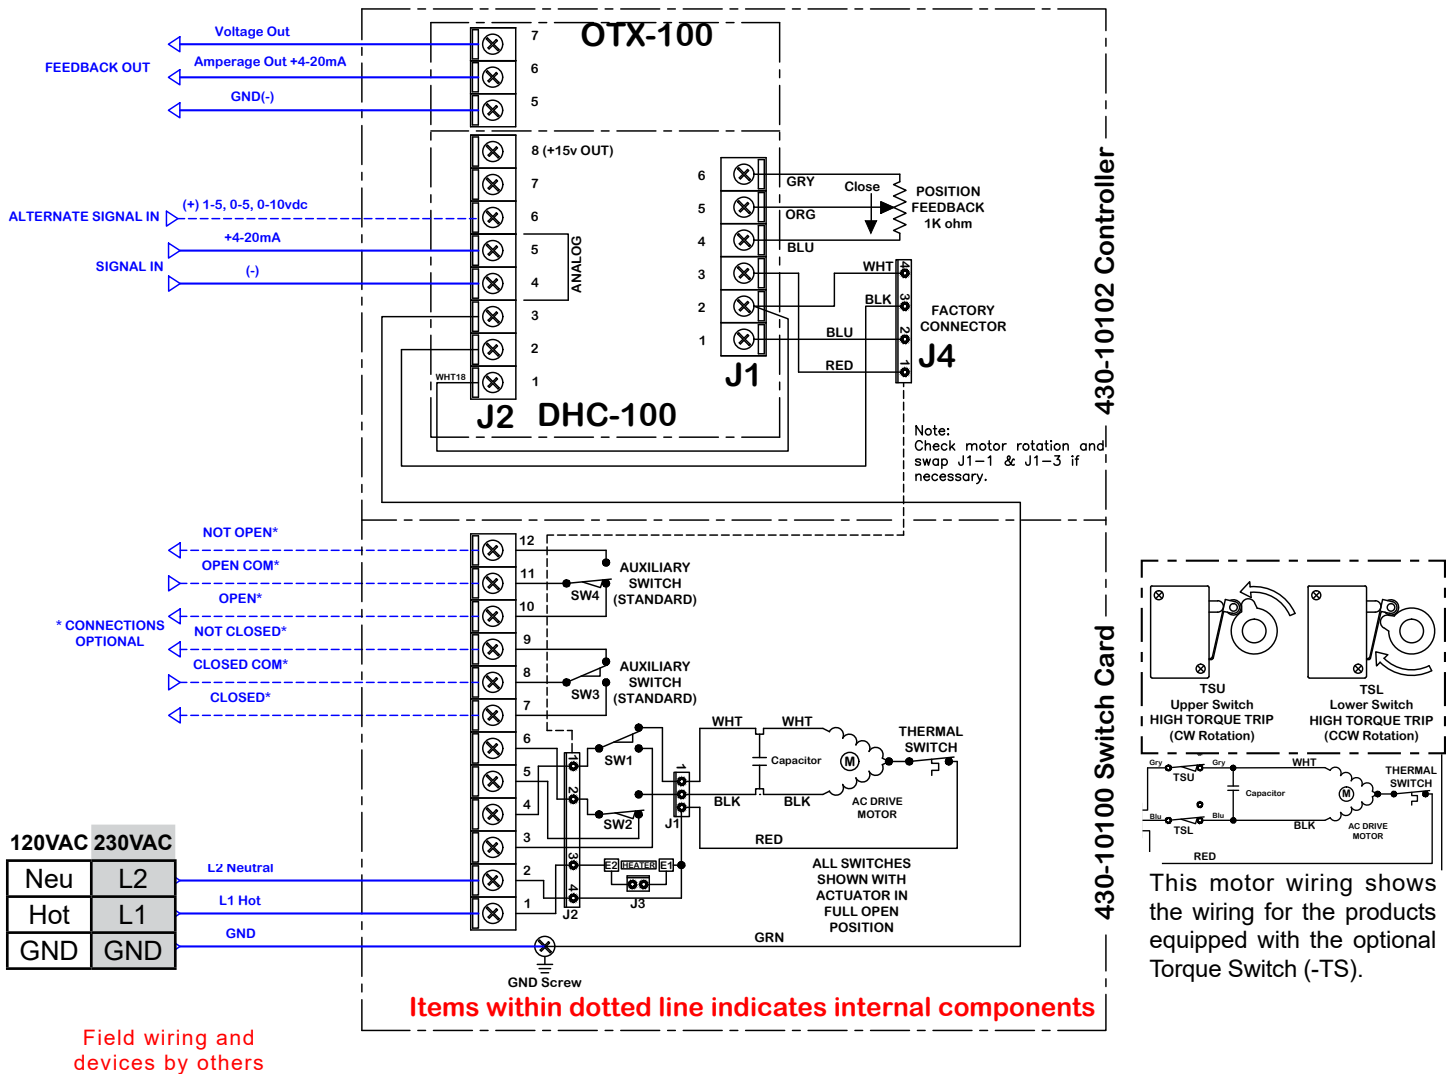 OTX-100
Voltage Out
7
Amperage Out +4-20mA
6
FEEDBACK OUT
GND(-)
5
8 (+15v OUT)
7
(+) 1-5, 0-5, 0-10vdc
ALTERNATE SIGNAL IN
6
+4-20mA
5
SIGNAL IN
(-)
4
ANALOG
3
2
WHT18
1
J2
DHC-100
6
GRY
5
ORG
4
BLU
3
2
1
J1
Close
POSITION
FEEDBACK
1K ohm
WHT
4
BLK
3
BLU
2
RED
1
FACTORY
CONNECTOR
J4
430-10102 Controller
Note:
Check motor rotation and
swap J1-1 & J1-3 if
necessary.
NOT OPEN*
12
OPEN COM*
11
OPEN*
10
* CONNECTIONS
OPTIONAL
NOT CLOSED*
9
CLOSED COM*
8
CLOSED*
7
6
5
4
3
2
1
SW4
AUXILIARY
SWITCH
(STANDARD)
SW3
AUXILIARY
SWITCH
(STANDARD)
SW1
SW2
1
2
3
4
J2
1
J1
E2
HEATER
E1
J3
WHT
WHT
Capacitor
M
BLK
BLK
AC DRIVE
MOTOR
THERMAL
SWITCH
RED
ALL SWITCHES
SHOWN WITH
ACTUATOR IN
FULL OPEN
POSITION
120VAC 230VAC
Neu L2
Hot L1
GND GND
L2 Neutral
L1 Hot
GND
GRN
GND Screw
430-10100 Switch Card
Items within dotted line indicates internal components
Field wiring and
devices by others
TSU
Upper Switch
HIGH TORQUE TRIP
(CW Rotation)
TSL
Lower Switch
HIGH TORQUE TRIP
(CCW Rotation)
Gry
TSU
Gry
WHT
Capacitor
M
THERMAL
SWITCH
Blu
TSL
Blu
BLK
AC DRIVE
MOTOR
RED
This motor wiring shows
the wiring for the products
equipped with the optional
Torque Switch (-TS).